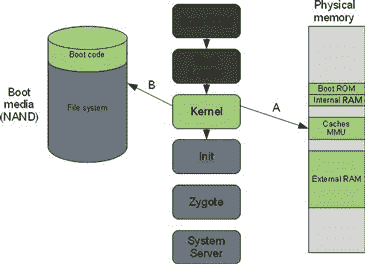 Physical
memory
Boot code
Boot
media
(NAND)
File system
B
A
Kernel
Init
Zygote
System
Server
Boot ROM
Internal RAM
Caches
MMU
External RAM